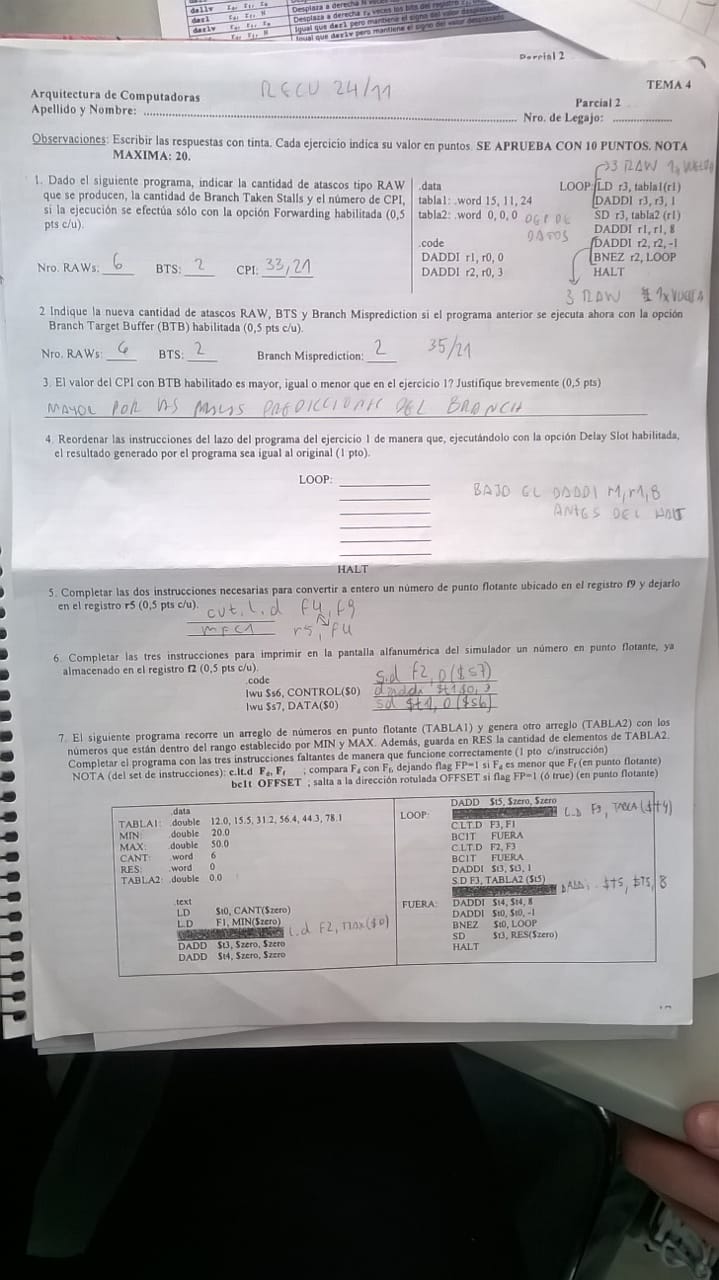 dsllv
dsrl
dsrlv
Desplaza a derecha
Desplaza a derecha rf veces los bits del registro
Igual que dsrl pero mantiene el signo del valor desplazado
Igual que dsrlv pero mantiene el signo del valor desplazado
Parcial 2
TEMA 4
Arquitectura de Computadoras
RECU 24/11
Parcial 2
Apellido y Nombre:
Nro. de Legajo:
Observaciones: Escribir las respuestas con tinta. Cada ejercicio indica su valor en puntos. SE APRUEBA CON 10 PUNTOS. NOTA
MAXIMA: 20.
1. Dado el siguiente programa, indicar la cantidad de atascos tipo RAW
que se producen, la cantidad de Branch Taken Stalls y el número de CPI,
si la ejecución se efectúa sólo con la opción Forwarding habilitada (0,5
pts c/u).
Nro. RAWs: 6 BTS: 2 CPI: 33/21
.data
tabla1: .word 15, 11, 24
tabla2: .word 0, 0, 0
DEP DE
DATOS
.code
DADDI r1, r0, 0
DADDI r2, r0, 3
3 RAW 1x VUELTA
LOOP: LD r3, tabla1(r1)
DADDI r3, r3, 1
SD r3, tabla2 (r1)
DADDI r1, r1, 8
DADDI r2, r2, -1
BNEZ r2, LOOP
HALT
3 RAW 1x VUELTA
2 Indique la nueva cantidad de atascos RAW, BTS y Branch Misprediction si el programa anterior se ejecuta ahora con la opción
Branch Target Buffer (BTB) habilitada (0,5 pts c/u).
Nro. RAWs: 6 BTS: 2 Branch Misprediction: 2 35/21
3. El valor del CPI con BTB habilitado es mayor, igual o menor que en el ejercicio 1? Justifique brevemente (0,5 pts)
MAYOR POR LAS MALAS PREDICCIONES DEL BRANCH
4. Reordenar las instrucciones del lazo del programa del ejercicio 1 de manera que, ejecutándolo con la opción Delay Slot habilitada,
el resultado generado por el programa sea igual al original (1 pto).
LOOP:
BAJO EL DADDI r1,r1,8
ANTES DEL HALT
HALT
5. Completar las dos instrucciones necesarias para convertir a entero un número de punto flotante ubicado en el registro f9 y dejarlo
en el registro r5 (0,5 pts c/u).
cvt.l.d f4, f9
mfc1 r5, f4
6. Completar las tres instrucciones para imprimir en la pantalla alfanumérica del simulador un número en punto flotante, ya
almacenado en el registro f2 (0,5 pts c/u).
.code
lwu $s6, CONTROL($0)
lwu $s7, DATA($0)
s.d f2, 0($s7)
daddi $t1 $0, 3
sd $t1, 0($s6)
7. El siguiente programa recorre un arreglo de números en punto flotante (TABLA1) y genera otro arreglo (TABLA2) con los
números que están dentro del rango establecido por MIN y MAX. Además, guarda en RES la cantidad de elementos de TABLA2.
Completar el programa con las tres instrucciones faltantes de manera que funcione correctamente (1 pto c/instrucción)
NOTA (del set de instrucciones): c.lt.d Fd, Ff ; compara Fd con Ff, dejando flag FP=1 si Fd es menor que Ff (en punto flotante)
bc1t OFFSET ; salta a la dirección rotulada OFFSET si flag FP=1 (ó true) (en punto flotante)
.data
TABLA1: .double 12.0, 15.5, 31.2, 56.4, 44.3, 78.1
MIN: .double 20.0
MAX: .double 50.0
CANT: .word 6
RES: .word 0
TABLA2: .double 0.0
.text
LD $t0, CANT($zero)
L.D F1, MIN($zero)
l.d F2, max($0)
DADD $t3, $zero, $zero
DADD $t4, $zero, $zero
DADD $t5, $zero, $zero
LOOP: L.D F3, TABLA($t4)
C.LT.D F3, F1
BC1T FUERA
C.LT.D F2, F3
BC1T FUERA
DADDI $t3, $t3, 1
S.D F3, TABLA2 ($t5)
DADDi $t5, $t5, 8
FUERA: DADDI $t4, $t4, 8
DADDI $t0, $t0, -1
BNEZ $t0, LOOP
SD $t3, RES($zero)
HALT